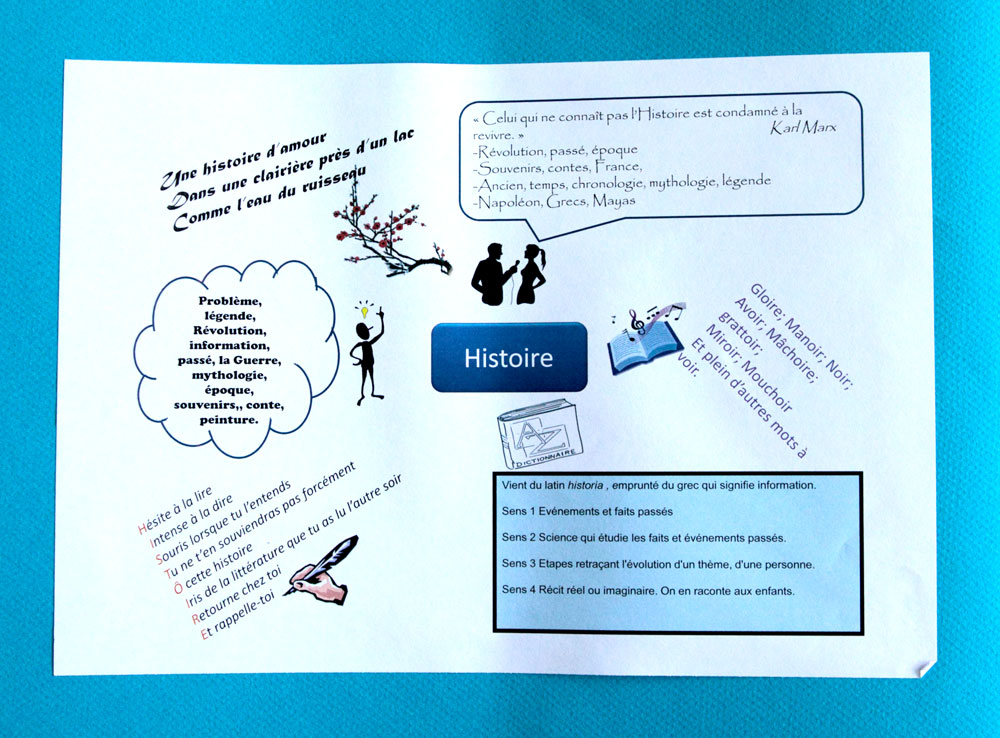 Une histoire d'amour
Dans une clairière près d'un lac
Comme l'eau du ruisseau
« Celui qui ne connaît pas l'Histoire est condamné à la
revivre. »
Karl Marx
-Révolution, passé, époque
-Souvenirs, contes, France,
-Ancien, temps, chronologie, mythologie, légende
-Napoléon, Grecs, Mayas
Problème,
légende,
Révolution,
information,
passé, la Guerre,
mythologie,
époque,
souvenirs,, conte,
peinture.
Histoire
Gloire; Manoir; Noir;
Avoir; Mâchoire;
grattoir;
Miroir; Mouchoir
Et plein d'autres mots à
voir.
AZ
DICTIONNAIRE
Hésite à la lire
Intense à la dire
Souris lorsque tu l'entends
Tu ne t'en souviendras pas forcément
Ô cette histoire
Iris de la littérature que tu as lu l'autre soir
Retourne chez toi
Et rappelle-toi
Vient du latin historia , emprunté du grec qui signifie information.
Sens 1 Evénements et faits passés
Sens 2 Science qui étudie les faits et événements passés.
Sens 3 Etapes retraçant l'évolution d'un thème, d'une personne.
Sens 4 Récit réel ou imaginaire. On en raconte aux enfants.